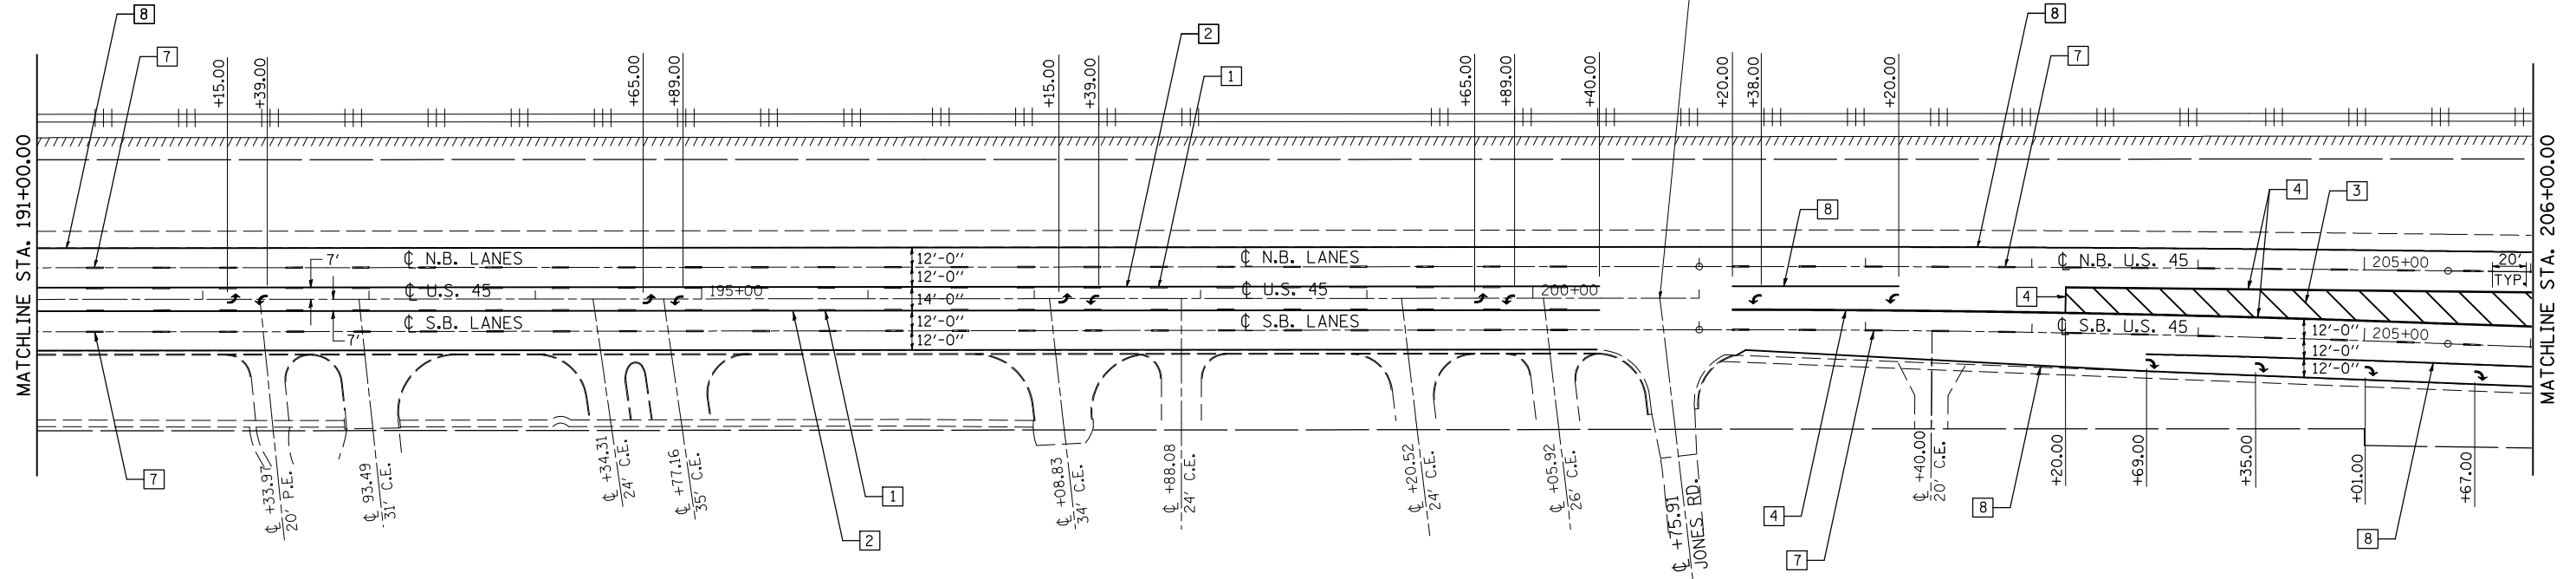 8
7
2
1
8
7
+15.00
+39.00
+65.00
+89.00
+15.00
+39.00
+65.00
+89.00
+40.00
+20.00
+38.00
+20.00
MATCHLINE STA. 191+00.00
MATCHLINE STA. 206+00.00
4
3
8
7'
℄ N.B. LANES
12'-0"
℄ N.B. LANES
℄ N.B. U.S. 45
205+00
20'
TYP.
12'-0"
℄ U.S. 45
195+00
14'-0"
℄ U.S. 45
200+00
4
℄ S.B. LANES
12'-0"
℄ S.B. LANES
℄ S.B. U.S. 45
12'-0"
205+00
7'
12'-0"
12'-0"
12'-0"
℄ +33.97
20' P.E.
℄ 93.49
31' C.E.
℄ +34.31
24' C.E.
℄ +77.16
35' C.E.
℄ +08.83
34' C.E.
℄ +88.08
24' C.E.
℄ +20.52
24' C.E.
℄ +05.92
26' C.E.
℄ +75.91
JONES RD.
℄ +40.00
20' C.E.
+20.00
+69.00
+35.00
+01.00
+67.00
7
1
2
4
7
8
8